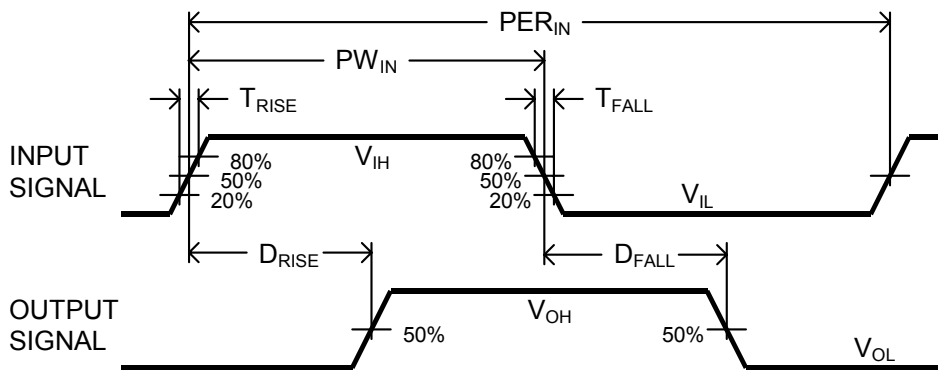 PER_IN
PW_IN
T_RISE
T_FALL
INPUT
SIGNAL
V_IH
80%
50%
20%
80%
50%
20%
V_IL
D_RISE
D_FALL
OUTPUT
SIGNAL
V_OH
50%
50%
V_OL